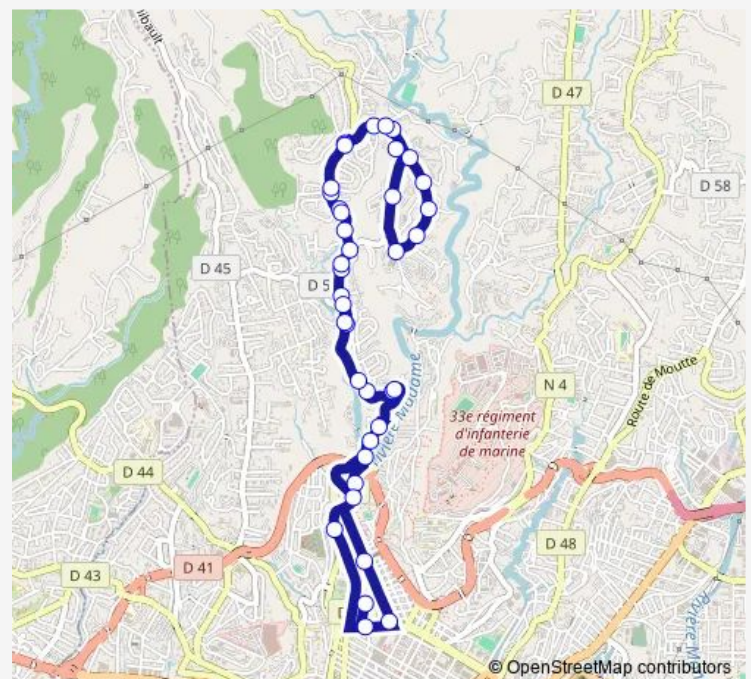 D 47
D 58
D 45
D 5
Rivière Madame
Route de Moutte
N 4
33e régiment
d'infanterie
de marine
D 44
D 48
D 41
D 43
D
© OpenStreetMap contributors